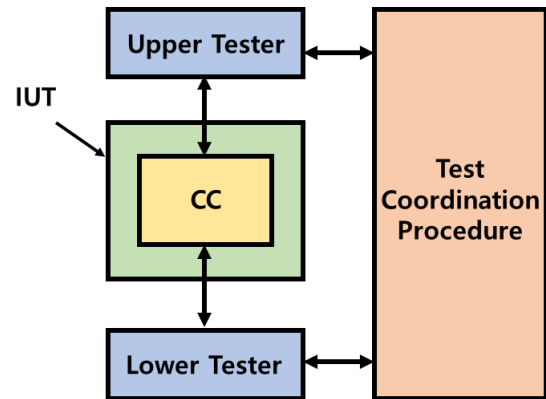 Upper Tester
IUT
CC
Test
Coordination
Procedure
Lower Tester